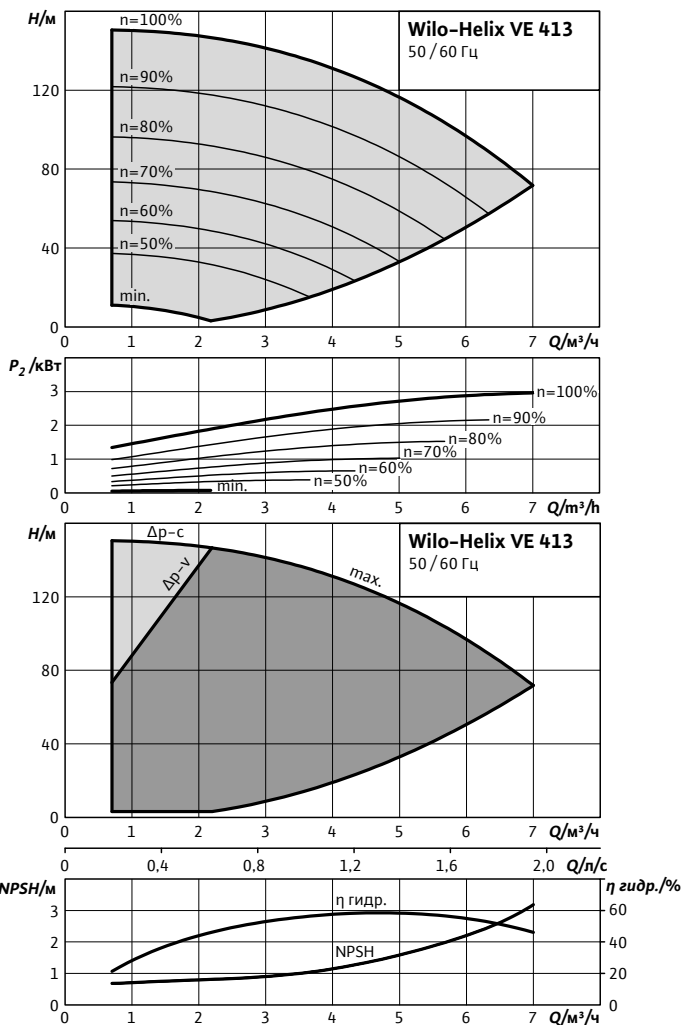 H/м
n=100%
Wilo-Helix VE 413
50 / 60 Гц
120
n=90%
n=80%
80
n=70%
n=60%
40
n=50%
min.
0
0 1 2 3 4 5 6 7 Q/м³/ч
P2 /кВт
3
n=100%
2
n=90%
n=80%
1
n=70%
n=60%
n=50%
min.
0
0 1 2 3 4 5 6 7 Q/m³/h
H/м
Δp-c
Wilo-Helix VE 413
50 / 60 Гц
Δp-v
max.
120
80
40
0
0 1 2 3 4 5 6 7 Q/м³/ч
0 0,4 0,8 1,2 1,6 2,0 Q/л/с
NPSH/м
η гидр./%
η гидр.
3 60
2 40
NPSH
1 20
0 0
0 1 2 3 4 5 6 7 Q/м³/ч